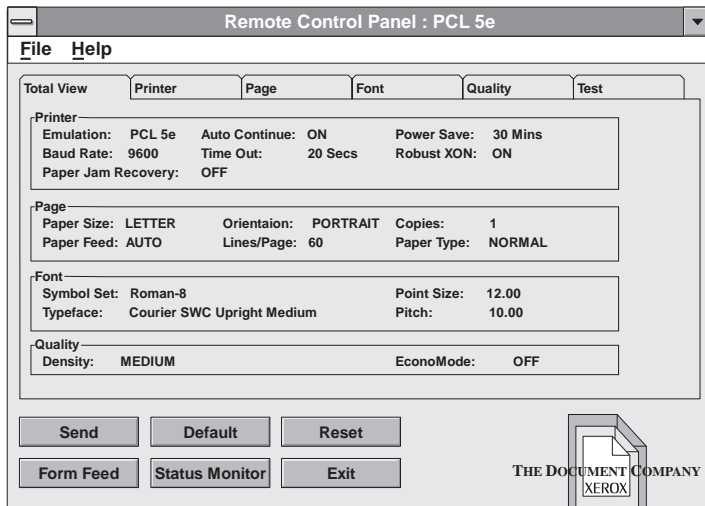 Remote Control Panel : PCL 5e
File Help
Total View Printer Page Font Quality Test
Printer
Emulation: PCL 5e Auto Continue: ON Power Save: 30 Mins
Baud Rate: 9600 Time Out: 20 Secs Robust XON: ON
Paper Jam Recovery: OFF
Page
Paper Size: LETTER Orientaion: PORTRAIT Copies: 1
Paper Feed: AUTO Lines/Page: 60 Paper Type: NORMAL
Font
Symbol Set: Roman-8 Point Size: 12.00
Typeface: Courier SWC Upright Medium Pitch: 10.00
Quality
Density: MEDIUM EconoMode: OFF
Send Default Reset
Form Feed Status Monitor Exit
THE DOCUMENT COMPANY
XEROX